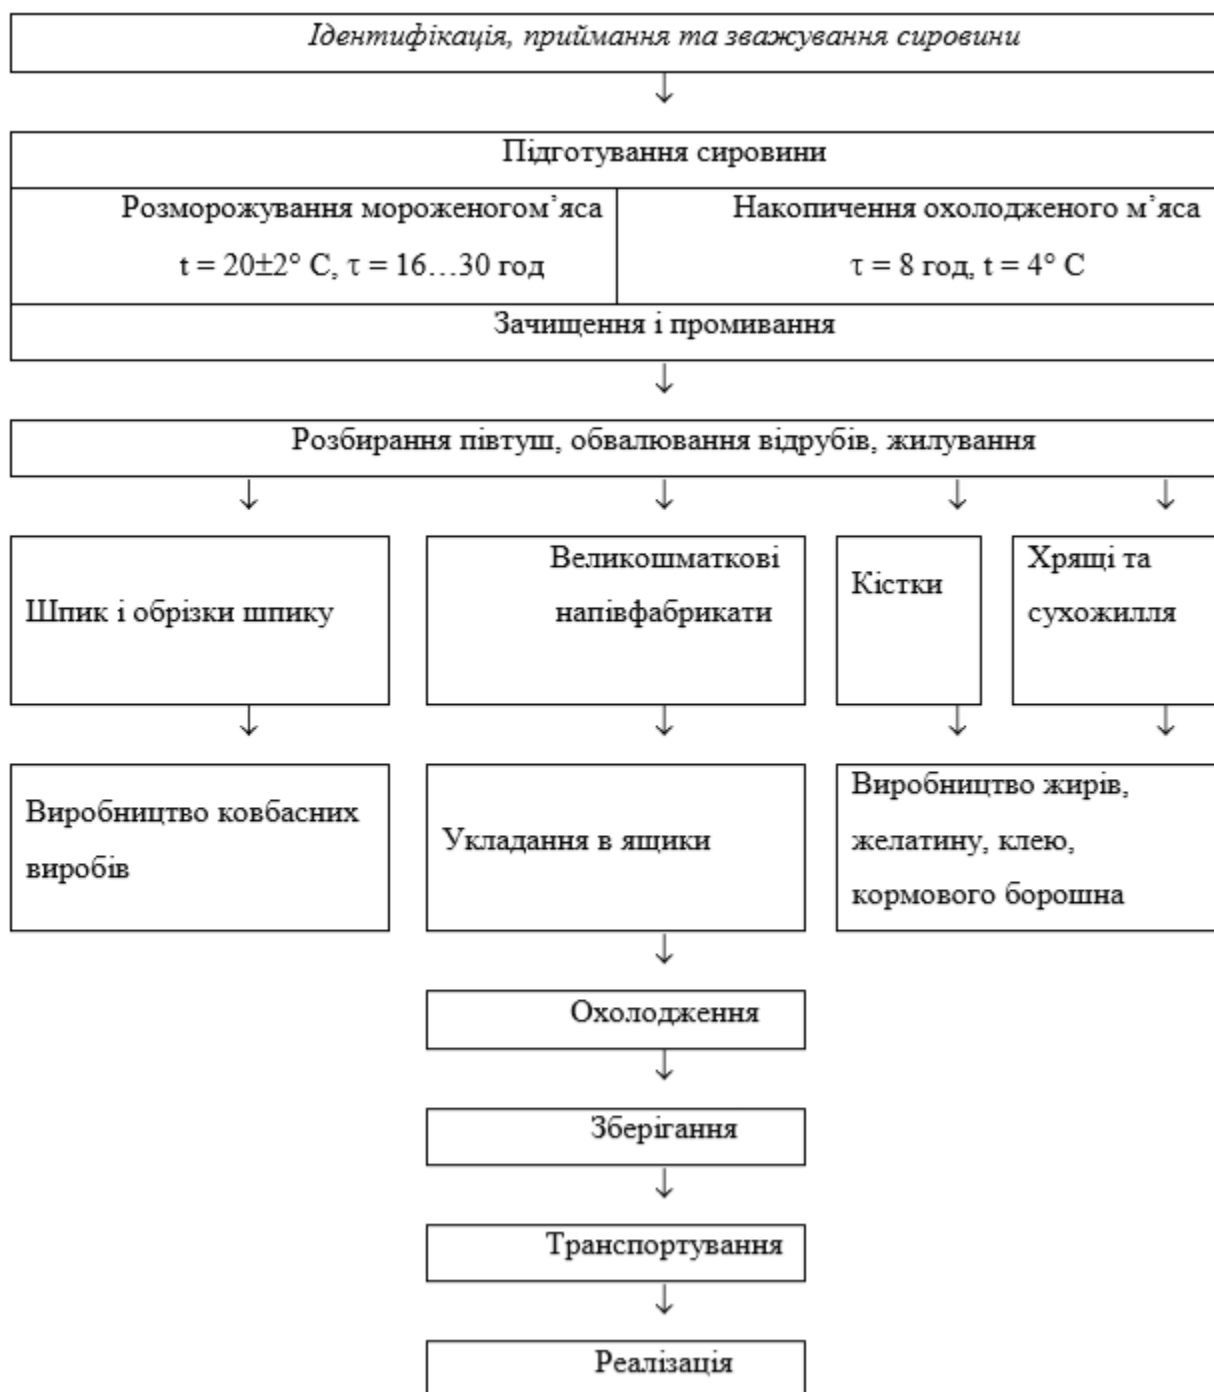 Ідентифікація, приймання та зважування сировини
Підготування сировини
Розморожування мороженогом’яса
t = 20±2° C, τ = 16…30 год
Накопичення охолодженого м’яса
τ = 8 год, t = 4° C
Зачищення і промивання
Розбирання півтуш, обвалювання відрубів, жилування
Шпик і обрізки шпику
Великошматкові
напівфабрикати
Кістки
Хрящі та
сухожилля
Виробництво ковбасних
виробів
Укладання в ящики
Виробництво жирів,
желатину, клею,
кормового борошна
Охолодження
Зберігання
Транспортування
Реалізація